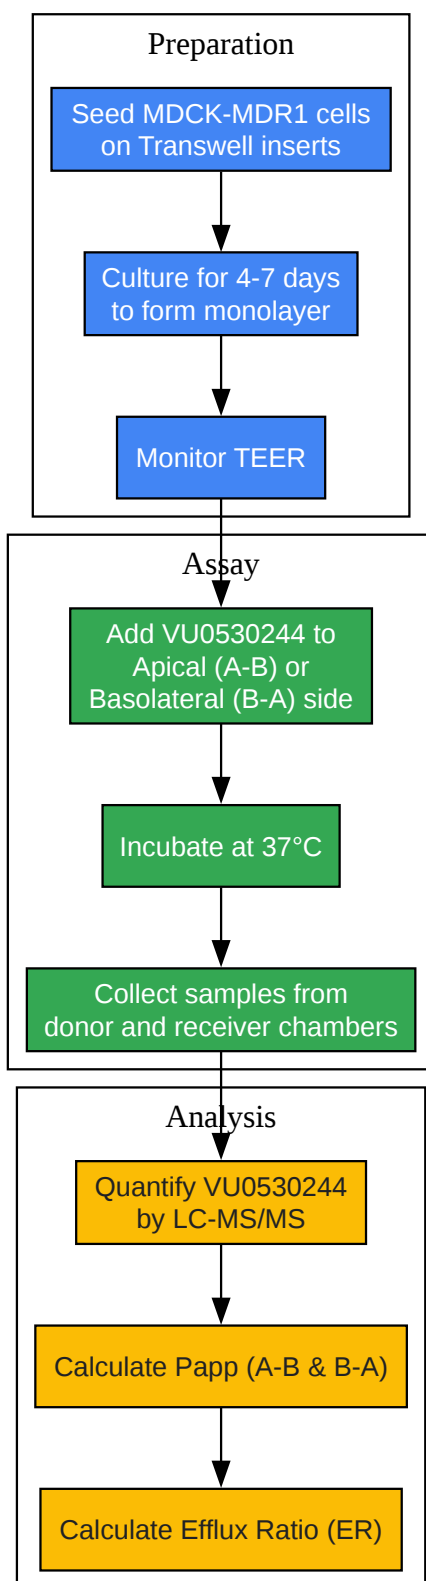 Preparation
Seed MDCK-MDR1 cells
on Transwell inserts
Culture for 4-7 days
to form monolayer
Monitor TEER
Assay
Add VU0530244 to
Apical (A-B) or
Basolateral (B-A) side
Incubate at 37°C
Collect samples from
donor and receiver chambers
Analysis
Quantify VU0530244
by LC-MS/MS
Calculate Papp (A-B & B-A)
Calculate Efflux Ratio (ER)